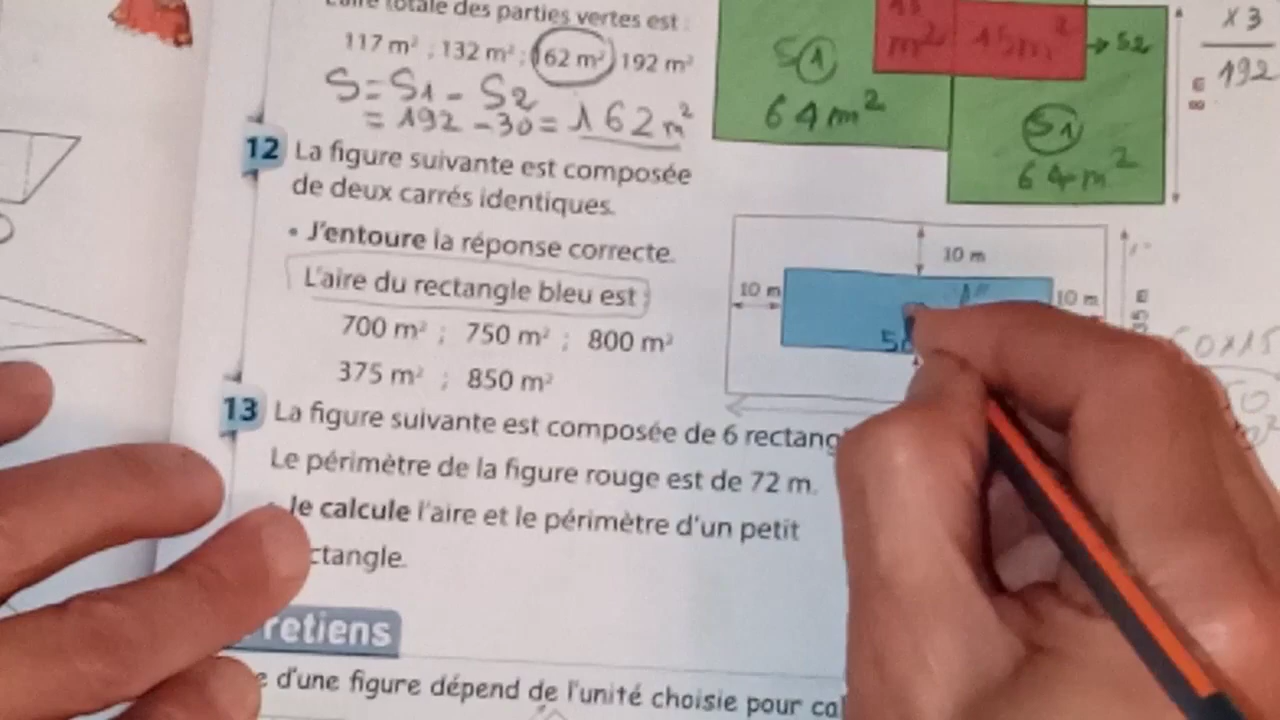 totale des parties vertes est :
117 m² ; 132 m² ; 162 m² ; 192 m²
S = S1 - S2
= 192 - 30 = 162 m²
12 La figure suivante est composée
de deux carrés identiques.
• J'entoure la réponse correcte.
L'aire du rectangle bleu est :
700 m² ; 750 m² ; 800 m²
375 m² ; 850 m²
13 La figure suivante est composée de 6 rectang
Le périmètre de la figure rouge est de 72 m.
Je calcule l'aire et le périmètre d'un petit
ctangle.
retiens
e d'une figure dépend de l'unité choisie pour ca
m² 15m²
S2
S1
64 m²
S1
64 m²
8 m
x 3
192
10 m
10 m
10 m
35 m